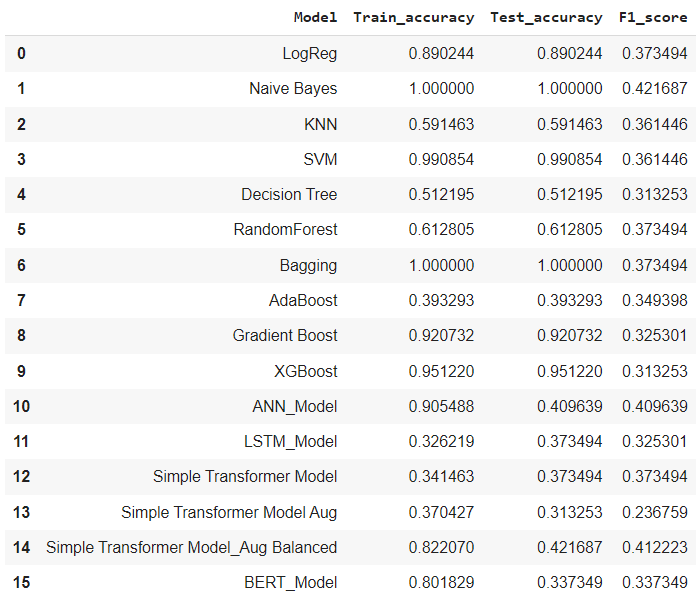 Model Train_accuracy Test_accuracy F1_score
0 LogReg 0.890244 0.890244 0.373494
1 Naive Bayes 1.000000 1.000000 0.421687
2 KNN 0.591463 0.591463 0.361446
3 SVM 0.990854 0.990854 0.361446
4 Decision Tree 0.512195 0.512195 0.313253
5 RandomForest 0.612805 0.612805 0.373494
6 Bagging 1.000000 1.000000 0.373494
7 AdaBoost 0.393293 0.393293 0.349398
8 Gradient Boost 0.920732 0.920732 0.325301
9 XGBoost 0.951220 0.951220 0.313253
10 ANN_Model 0.905488 0.409639 0.409639
11 LSTM_Model 0.326219 0.373494 0.325301
12 Simple Transformer Model 0.341463 0.373494 0.373494
13 Simple Transformer Model Aug 0.370427 0.313253 0.236759
14 Simple Transformer Model_Aug Balanced 0.822070 0.421687 0.412223
15 BERT_Model 0.801829 0.337349 0.337349